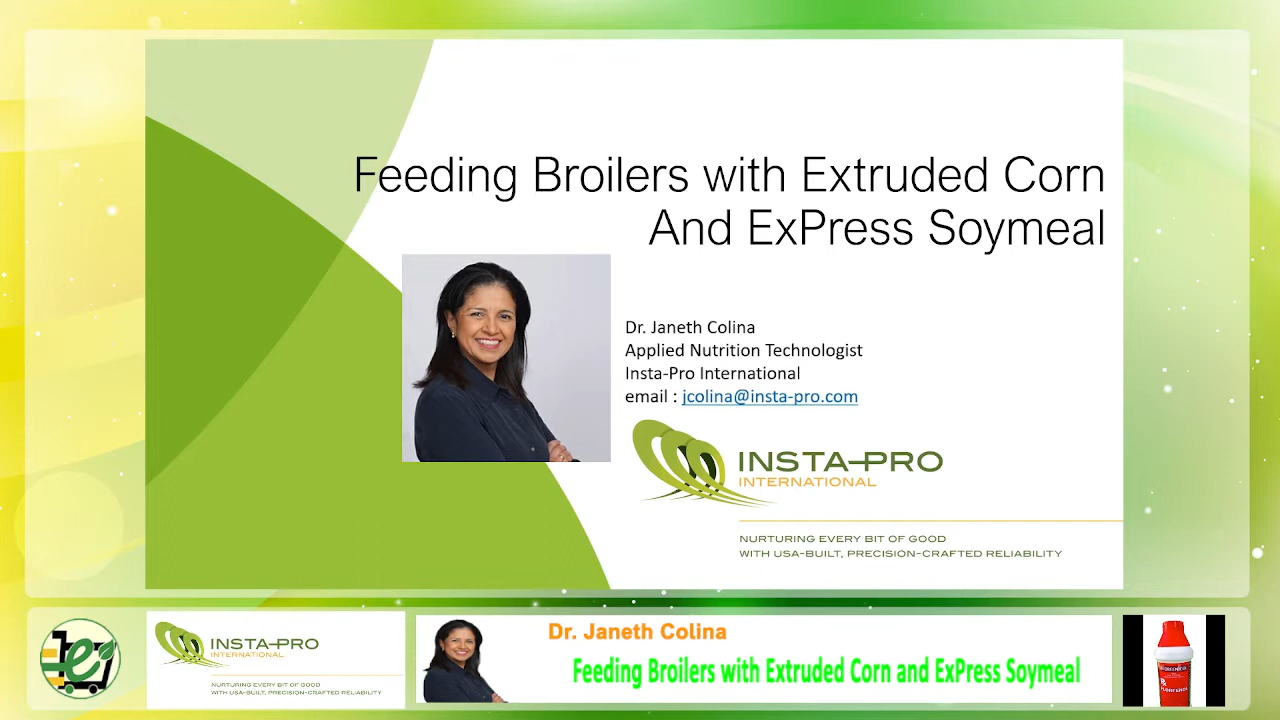 Feeding Broilers with Extruded Corn
And ExPress Soymeal
Dr. Janeth Colina
Applied Nutrition Technologist
Insta-Pro International
email : jcolina@insta-pro.com
INSTA-PRO
INTERNATIONAL
NURTURING EVERY BIT OF GOOD
WITH USA-BUILT, PRECISION-CRAFTED RELIABILITY
e
INSTA-PRO
INTERNATIONAL
NURTURING EVERY BIT OF GOOD
WITH USA-BUILT, PRECISION-CRAFTED RELIABILITY
Dr. Janeth Colina
Feeding Broilers with Extruded Corn and ExPress Soymeal